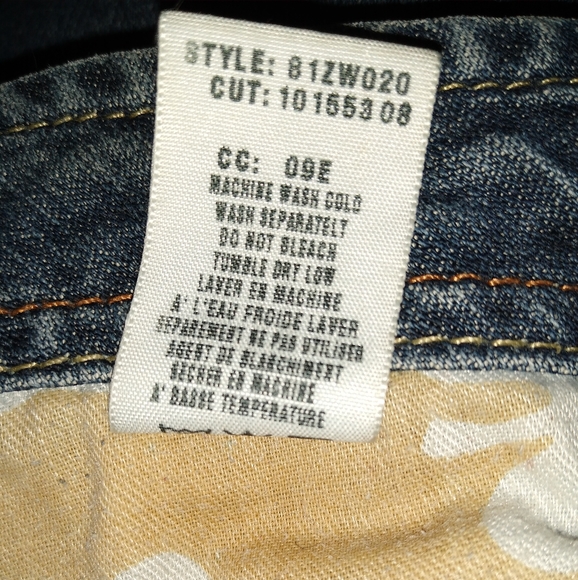 STYLE: 81ZW020
CUT: 10155308
CC: 09E
MACHINE WASH COLD
WASH SEPARATELY
DO NOT BLEACH
TUMBLE DRY LOW
LAVER EN MACHINE
A' L'EAU FROIDE LAVER
SEPAREMENT NE PAS UTILISER
AGENT DE BLANCHIMENT
SECHER EN MACHINE
A' BASSE TEMPERATURE